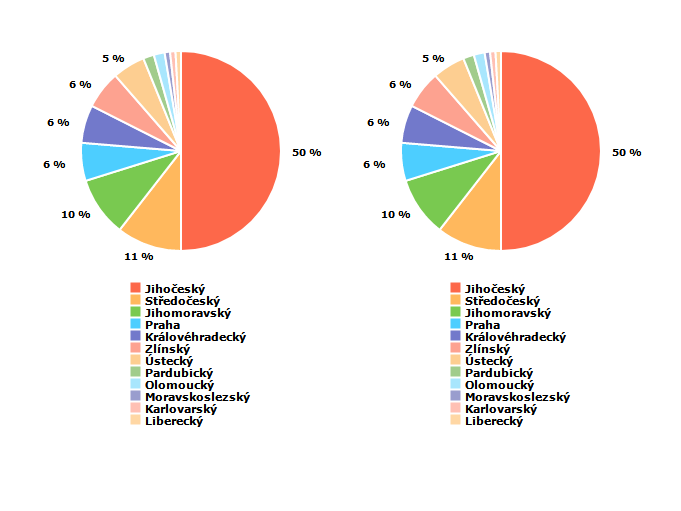 5 %
6 %
6 %
6 %
10 %
11 %
50 %
Jihočeský
Středočeský
Jihomoravský
Praha
Královéhradecký
Zlínský
Ústecký
Pardubický
Olomoucký
Moravskoslezský
Karlovarský
Liberecký
5 %
6 %
6 %
6 %
10 %
11 %
50 %
Jihočeský
Středočeský
Jihomoravský
Praha
Královéhradecký
Zlínský
Ústecký
Pardubický
Olomoucký
Moravskoslezský
Karlovarský
Liberecký